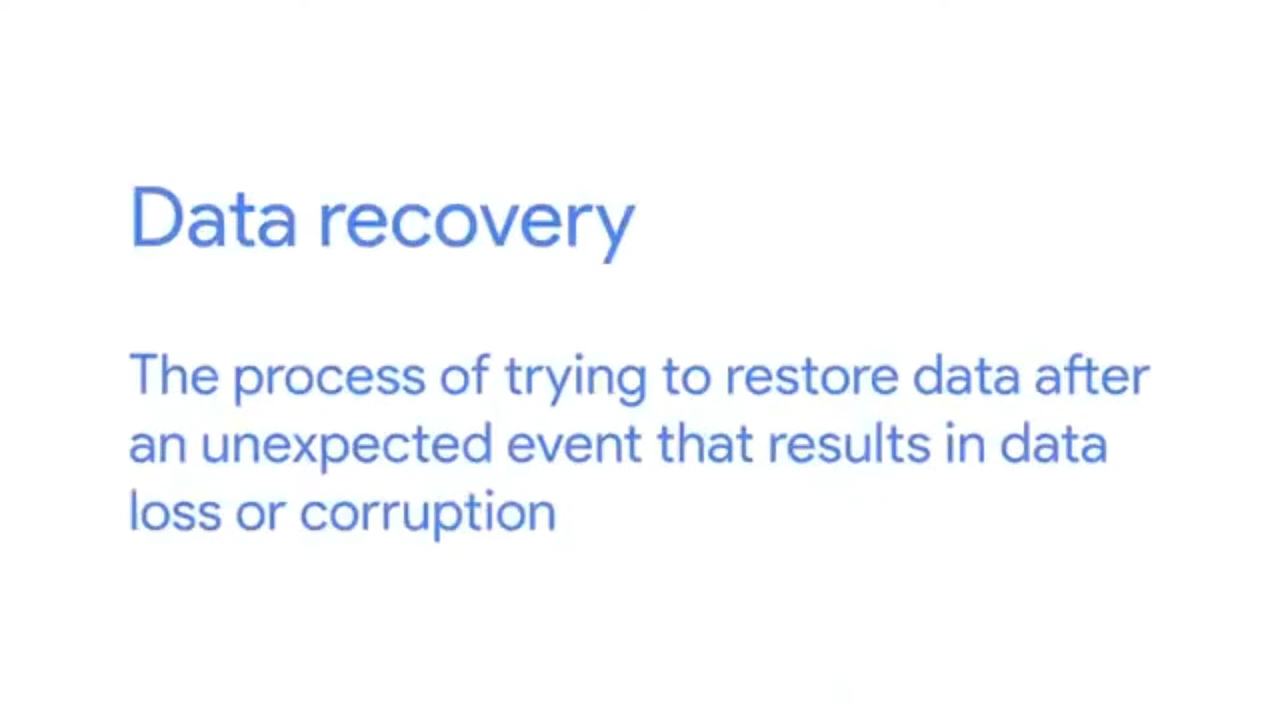 Data recovery
The process of trying to restore data after
an unexpected event that results in data
loss or corruption